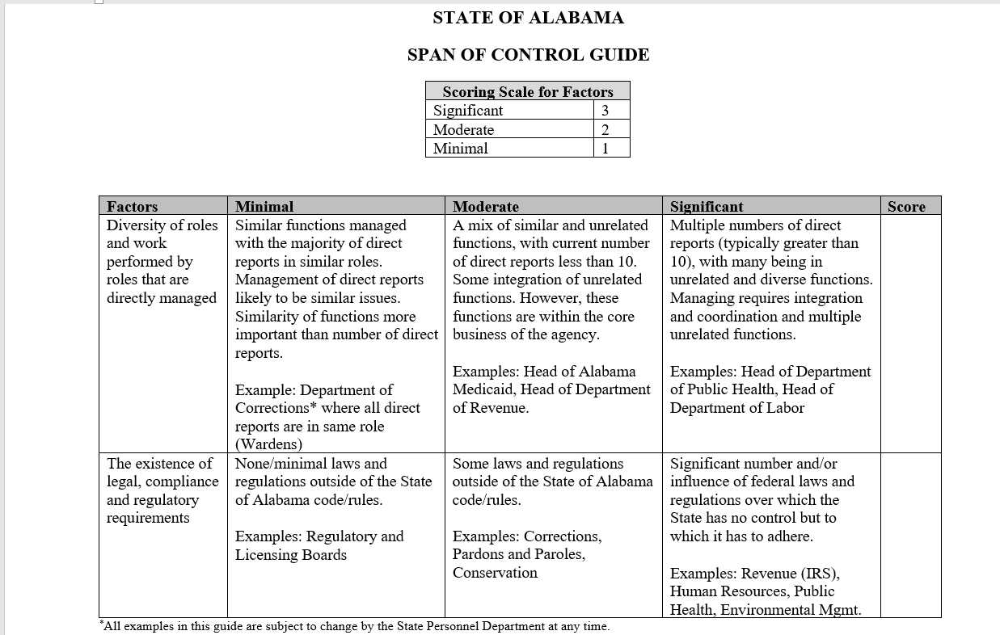 STATE OF ALABAMA
SPAN OF CONTROL GUIDE
Scoring Scale for Factors
Significant 3
Moderate 2
Minimal 1
Factors Minimal Moderate Significant Score
Diversity of roles
and work
performed by
roles that are
directly managed
Similar functions managed
with the majority of direct
reports in similar roles.
Management of direct reports
likely to be similar issues.
Similarity of functions more
important than number of direct
reports.
Example: Department of
Corrections* where all direct
reports are in same role
(Wardens)
A mix of similar and unrelated
functions, with current number
of direct reports less than 10.
Some integration of unrelated
functions. However, these
functions are within the core
business of the agency.
Examples: Head of Alabama
Medicaid, Head of Department
of Revenue.
Multiple numbers of direct
reports (typically greater than
10), with many being in
unrelated and diverse functions.
Managing requires integration
and coordination and multiple
unrelated functions.
Examples: Head of Department
of Public Health, Head of
Department of Labor
The existence of
legal, compliance
and regulatory
requirements
None/minimal laws and
regulations outside of the State
of Alabama code/rules.
Examples: Regulatory and
Licensing Boards
Some laws and regulations
outside of the State of Alabama
code/rules.
Examples: Corrections,
Pardons and Paroles,
Conservation
Significant number and/or
influence of federal laws and
regulations over which the
State has no control but to
which it has to adhere.
Examples: Revenue (IRS),
Human Resources, Public
Health, Environmental Mgmt.
*All examples in this guide are subject to change by the State Personnel Department at any time.